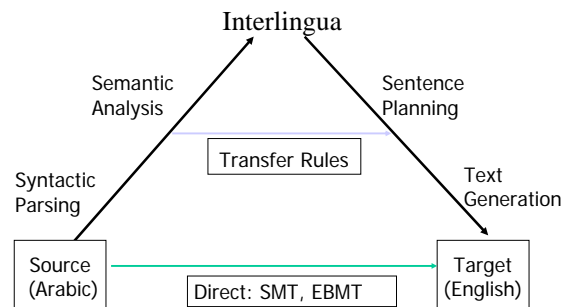 Interlingua
Semantic
Analysis
Sentence
Planning
Transfer Rules
Syntactic
Parsing
Text
Generation
Source
(Arabic)
Target
(English)
Direct: SMT, EBMT